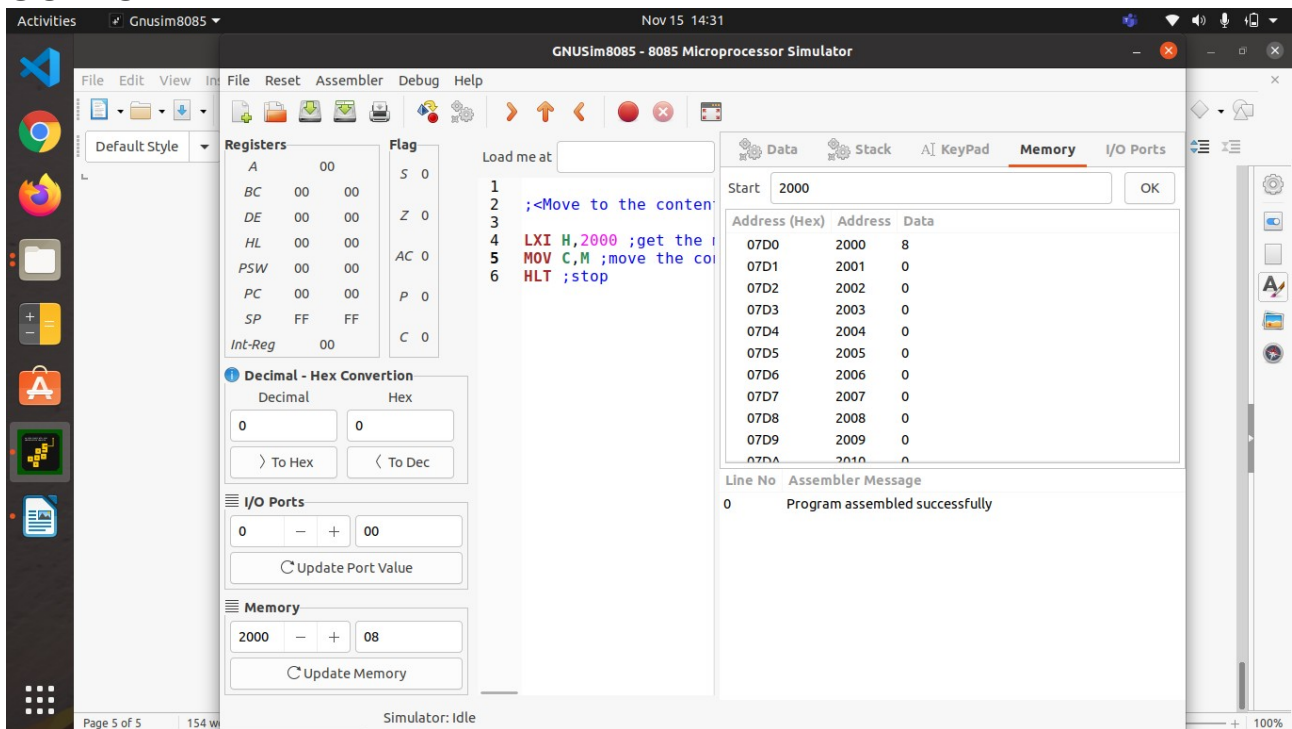 Activities Gnusim8085 Nov 15 14:31
GNUSim8085 - 8085 Microprocessor Simulator
File Edit View
File Reset Assembler Debug Help
Default Style
Registers
A 00
BC 00 00
DE 00 00
HL 00 00
PSW 00 00
PC 00 00
SP FF FF
Int-Reg 00
Flag
S 0
Z 0
AC 0
P 0
C 0
Decimal - Hex Convertion
Decimal Hex
0 0
To Hex To Dec
I/O Ports
0 − + 00
Update Port Value
Memory
2000 − + 08
Update Memory
Load me at
1
2 ;<Move to the
3
4 LXI H,2000 ;get the
5 MOV C,M ;move the
6 HLT ;stop
Data Stack KeyPad Memory I/O Ports
Start 2000 OK
Address (Hex) Address Data
07D0 2000 8
07D1 2001 0
07D2 2002 0
07D3 2003 0
07D4 2004 0
07D5 2005 0
07D6 2006 0
07D7 2007 0
07D8 2008 0
07D9 2009 0
07DA 2010 0
Line No Assembler Message
0 Program assembled successfully
Simulator: Idle
Page 5 of 5 154 100%